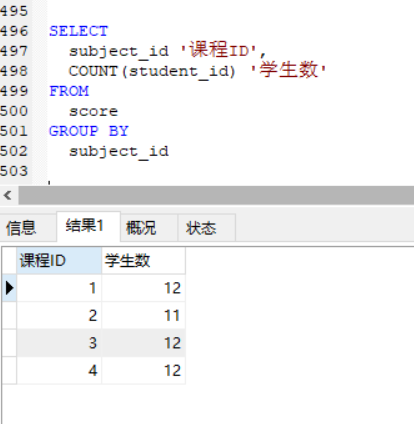 495
496 SELECT
497 subject_id '课程ID',
498 COUNT(student_id) '学生数'
499 FROM
500 score
501 GROUP BY
502 subject_id
503
信息 结果1 概况 状态
课程ID 学生数
1 12
2 11
3 12
4 12